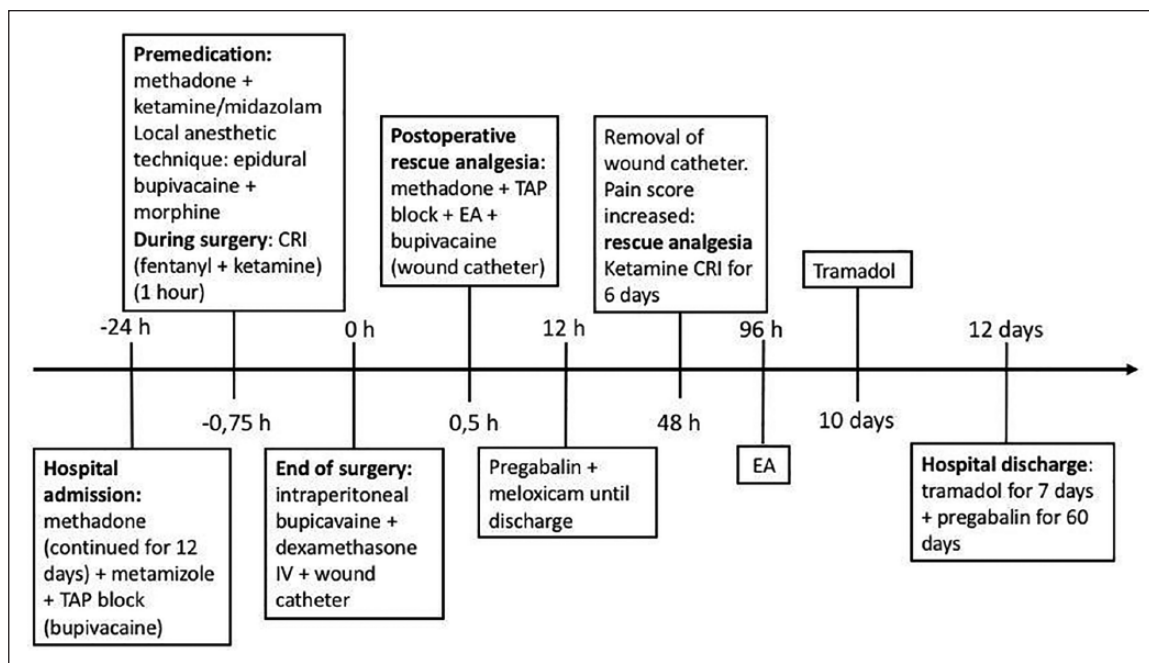 Premedication:
methadone +
ketamine/midazolam
Local anesthetic
technique: epidural
bupivacaine +
morphine
During surgery: CRI
(fentanyl + ketamine)
(1 hour)
Postoperative
rescue analgesia:
methadone + TAP
block + EA +
bupivacaine
(wound catheter)
Removal of
wound catheter.
Pain score
increased:
rescue analgesia
Ketamine CRI for
6 days
Tramadol
-24 h
0 h
12 h
96 h
12 days
-0,75 h
0,5 h
48 h
10 days
Hospital
admission:
methadone
(continued for 12
days) + metamizole
+ TAP block
(bupivacaine)
End of surgery:
intraperitoneal
bupicavaine +
dexamethasone
IV + wound
catheter
Pregabalin +
meloxicam until
discharge
EA
Hospital discharge:
tramadol for 7 days
+ pregabalin for 60
days